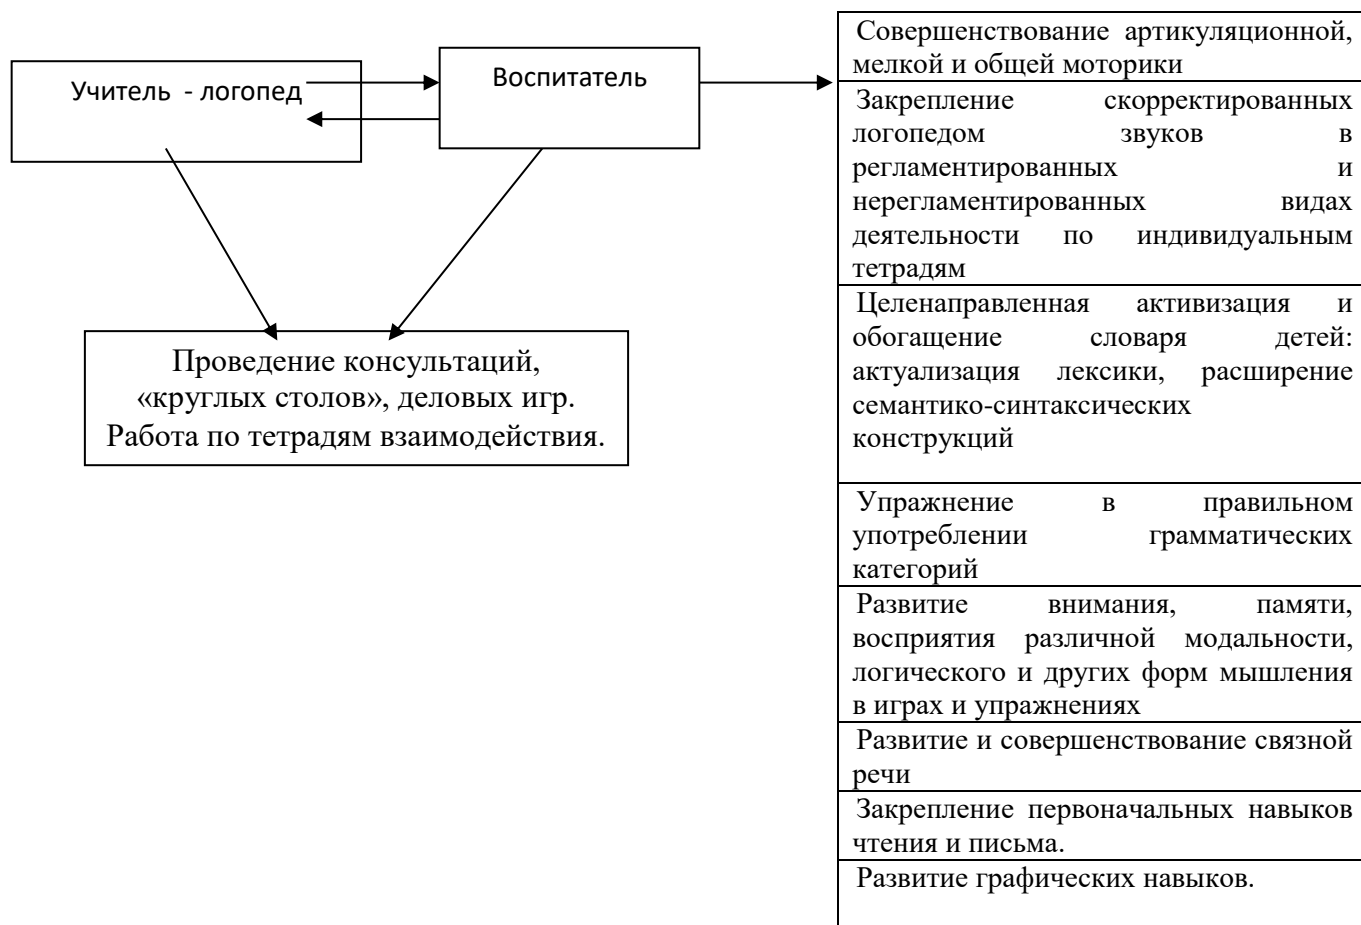 Учитель - логопед
Воспитатель
Проведение консультаций,
«круглых столов», деловых игр.
Работа по тетрадям взаимодействия.
Совершенствование артикуляционной,
мелкой и общей моторики
Закрепление скорректированных
логопедом звуков в
регламентированных и
нерегламентированных видах
деятельности по индивидуальным
тетрадям
Целенаправленная активизация и
обогащение словаря детей:
актуализация лексики, расширение
семантико-синтаксических
конструкций
Упражнение в правильном
употреблении грамматических
категорий
Развитие внимания, памяти,
восприятия различной модальности,
логического и других форм мышления
в играх и упражнениях
Развитие и совершенствование связной
речи
Закрепление первоначальных навыков
чтения и письма.
Развитие графических навыков.